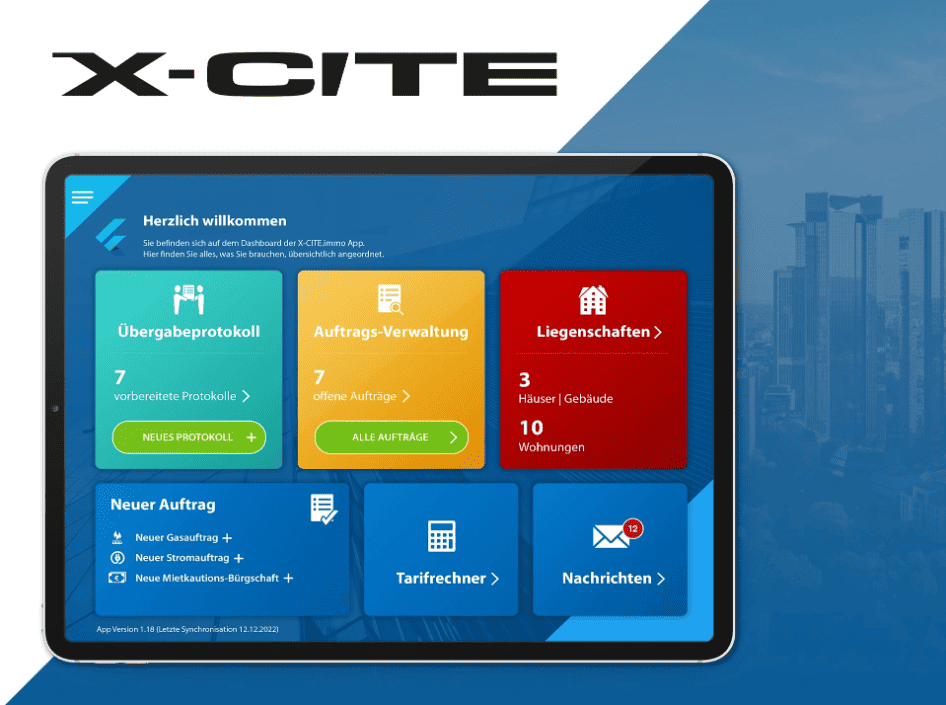 X-CITE
Herzlich willkommen
Sie befinden sich auf dem Dashboard der X-CITE.immo App.
Hier finden Sie alles, was Sie brauchen, übersichtlich angeordnet.
Übergabeprotokoll
7
vorbereitete Protokolle
NEUES PROTOKOLL +
Auftrags-Verwaltung
7
offene Aufträge
ALLE AUFTRÄGE
Liegenschaften
3
Häuser | Gebäude
10
Wohnungen
Neuer Auftrag
Neuer Gasauftrag +
Neuer Stromauftrag +
Neue Mietkautions-Bürgschaft +
Tarifrechner
12
Nachrichten
App Version 1.18 (Letzte Synchronisation 12.12.2022)